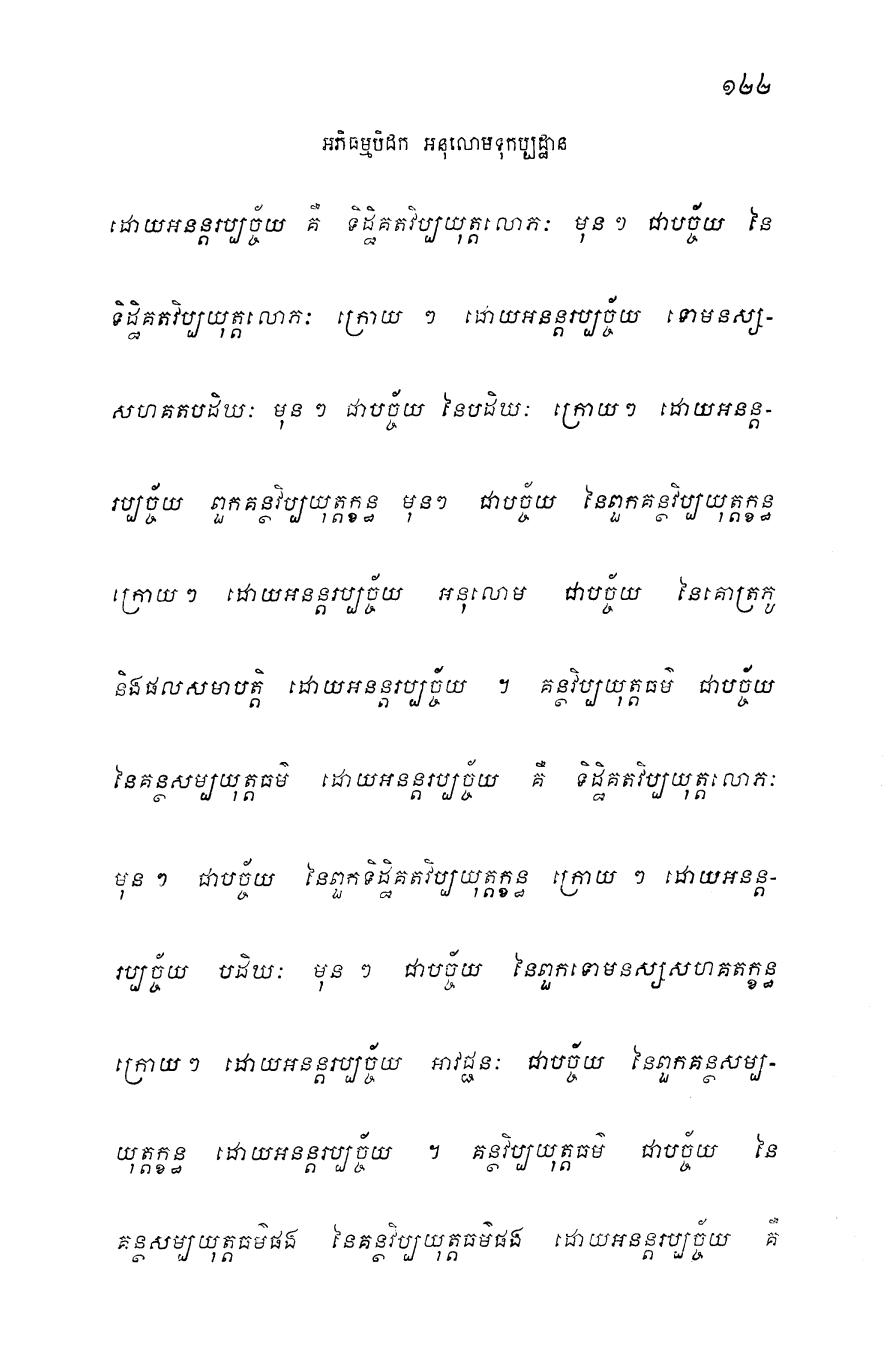 ១២២
អភិធម្មបិដក អនុលោមទុកប្បដ្ឋាន
ដោយអនន្តរប្បច្ច័យ គឺ ទិដ្ឋិគតវិប្បយុត្តលោភៈ មុន ៗ ជាបច្ច័យ នៃ
ទិដ្ឋិគតវិប្បយុត្តលោភៈ ក្រោយ ៗ ដោយអនន្តរប្បច្ច័យ ទោមនស្ស-
សហគតបដិឃៈ មុន ៗ ជាបច្ច័យ នៃបដិឃៈ ក្រោយៗ ដោយអនន្ត-
រប្បច្ច័យ ពួកគន្ថវិប្បយុត្តក្ខន្ធ មុនៗ ជាបច្ច័យ នៃពួកគន្ថវិប្បយុត្តក្ខន្ធ
ក្រោយៗ ដោយអនន្តរប្បច្ច័យ អនុលោម ជាបច្ច័យ នៃគោត្រភូ
និងផលសមាបត្តិ ដោយអនន្តរប្បច្ច័យ ។ គន្ថវិប្បយុត្តធម៌ ជាបច្ច័យ
នៃគន្ថសម្បយុត្តធម៌ ដោយអនន្តរប្បច្ច័យ គឺ ទិដ្ឋិគតវិប្បយុត្តលោភៈ
មុន ៗ ជាបច្ច័យ នៃពួកទិដ្ឋិគតវិប្បយុត្តក្ខន្ធ ក្រោយ ៗ ដោយអនន្ត-
រប្បច្ច័យ បដិឃៈ មុន ៗ ជាបច្ច័យ នៃពួកទោមនស្សសហគតក្ខន្ធ
ក្រោយៗ ដោយអនន្តរប្បច្ច័យ អាវជ្ជនៈ ជាបច្ច័យ នៃពួកគន្ថសម្ប-
យុត្តក្ខន្ធ ដោយអនន្តរប្បច្ច័យ ។ គន្ថវិប្បយុត្តធម៌ ជាបច្ច័យ នៃ
គន្ថសម្បយុត្តធម៌ផង នៃគន្ថវិប្បយុត្តធម៌ផង ដោយអនន្តរប្បច្ច័យ គឺ